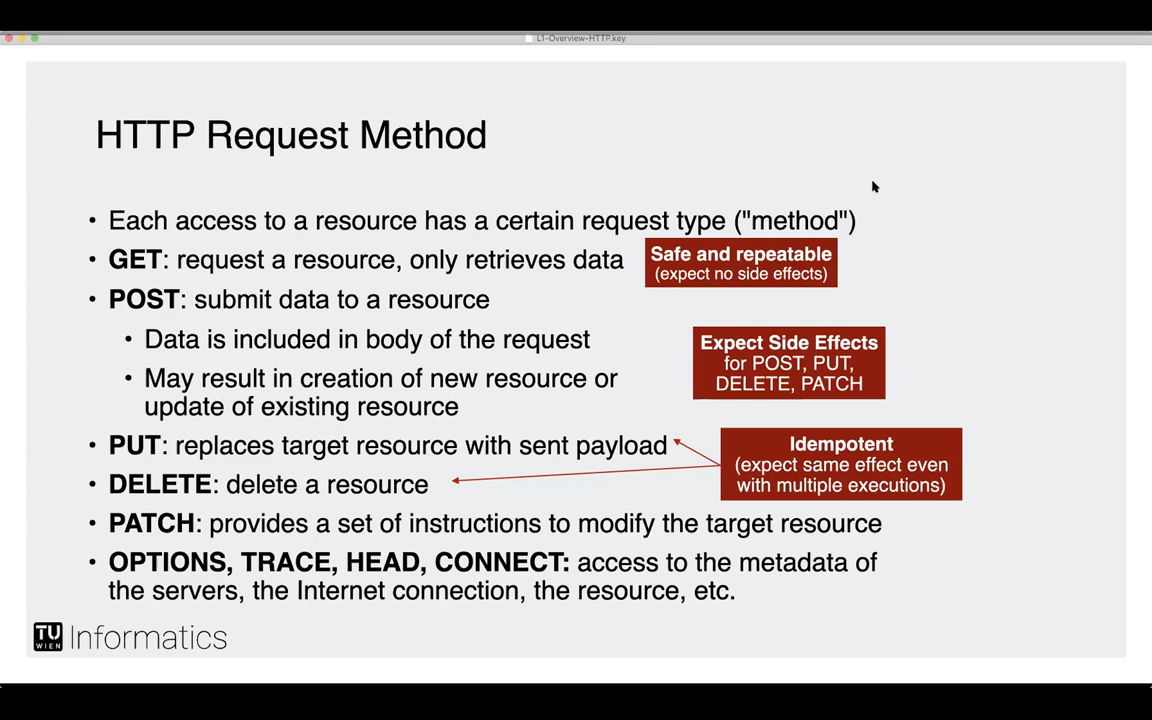 L1-Overview-HTTP.key
HTTP Request Method
• Each access to a resource has a certain request type ("method")
• GET: request a resource, only retrieves data
Safe and repeatable
(expect no side effects)
• POST: submit data to a resource
• Data is included in body of the request
• May result in creation of new resource or
update of existing resource
Expect Side Effects
for POST, PUT,
DELETE, PATCH
• PUT: replaces target resource with sent payload
• DELETE: delete a resource
Idempotent
(expect same effect even
with multiple executions)
• PATCH: provides a set of instructions to modify the target resource
• OPTIONS, TRACE, HEAD, CONNECT: access to the metadata of
the servers, the Internet connection, the resource, etc.
TU
WIEN
Informatics